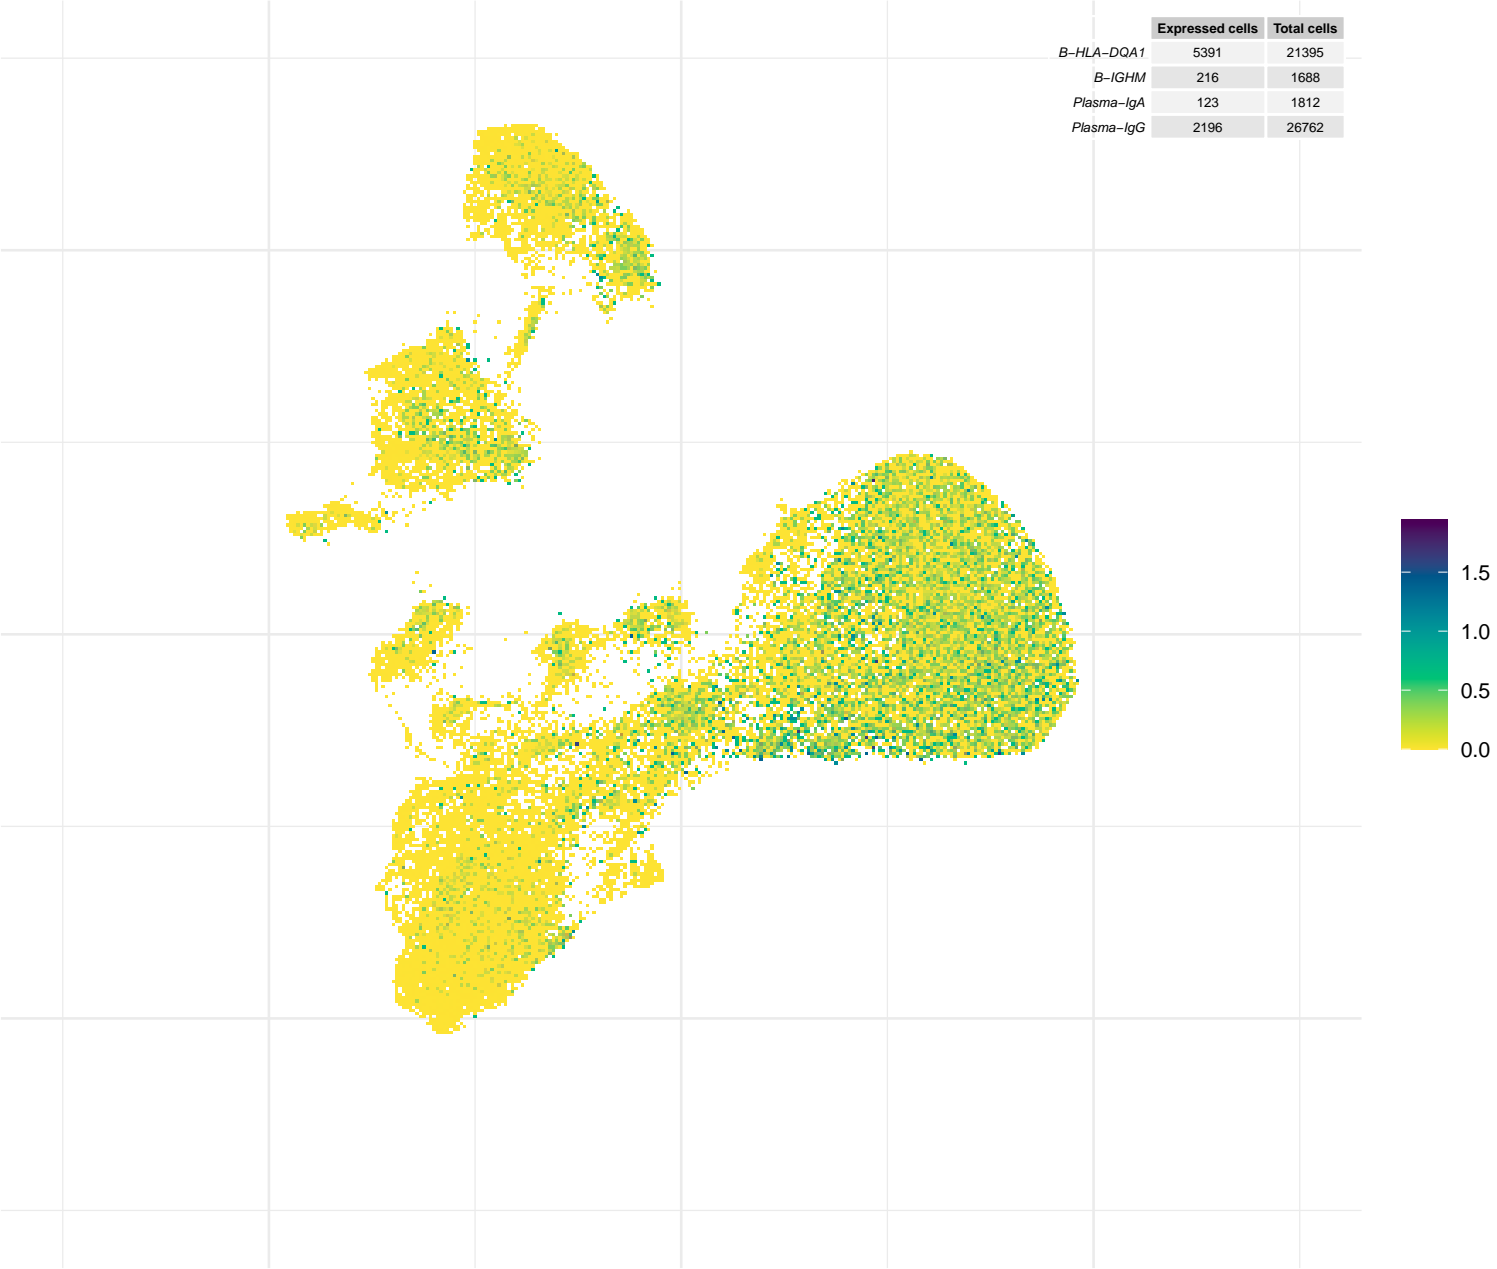 Expressed cells Total cells
B−HLA−DQA1 5391 21395
B−IGHM 216 1688
Plasma−IgA 123 1812
Plasma−IgG 2196 26762
1.5
1.0
0.5
0.0